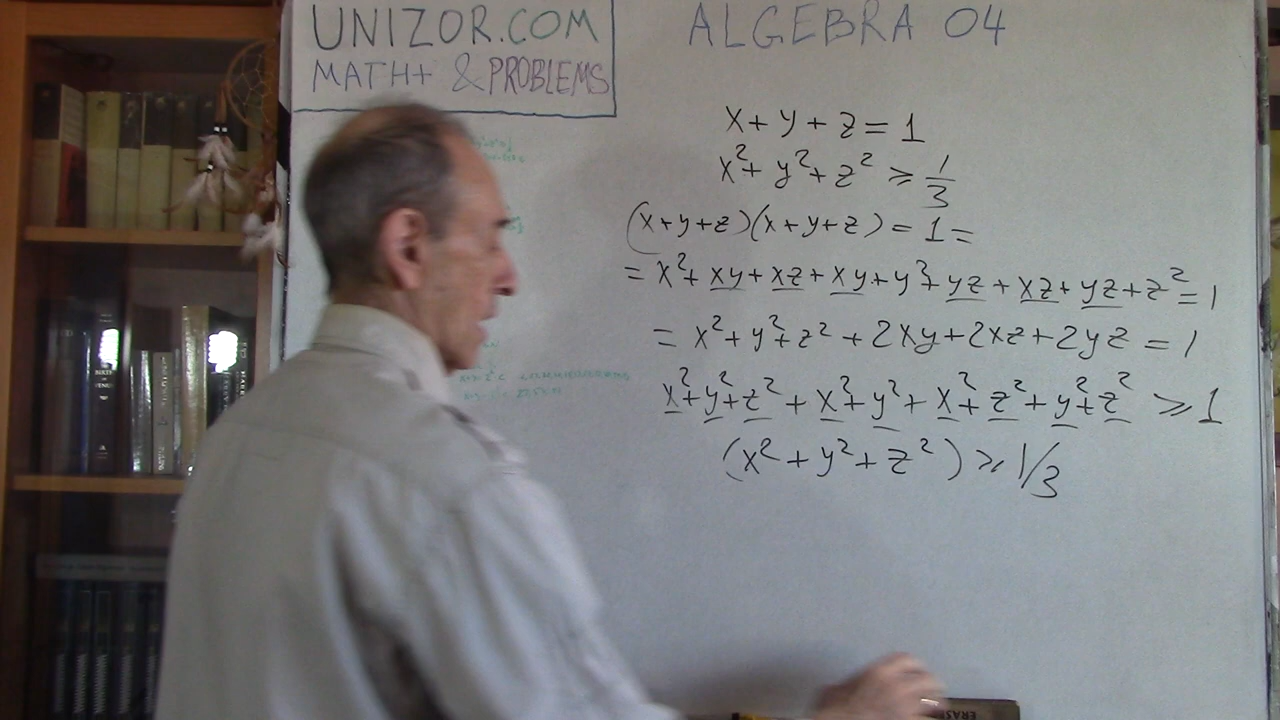 UNIZOR.COM
MATH+ & PROBLEMS
ALGEBRA 04
x + y + z = 1
x² + y² + z² ≥ 1/3
(x+y+z)(x+y+z) = 1 =
= x² + xy + xz + xy + y² + yz + xz + yz + z² = 1
= x² + y² + z² + 2xy + 2xz + 2yz = 1
x² + y² + z² + x² + y² + x² + z² + y² + z² ≥ 1
(x² + y² + z²) ≥ 1/3